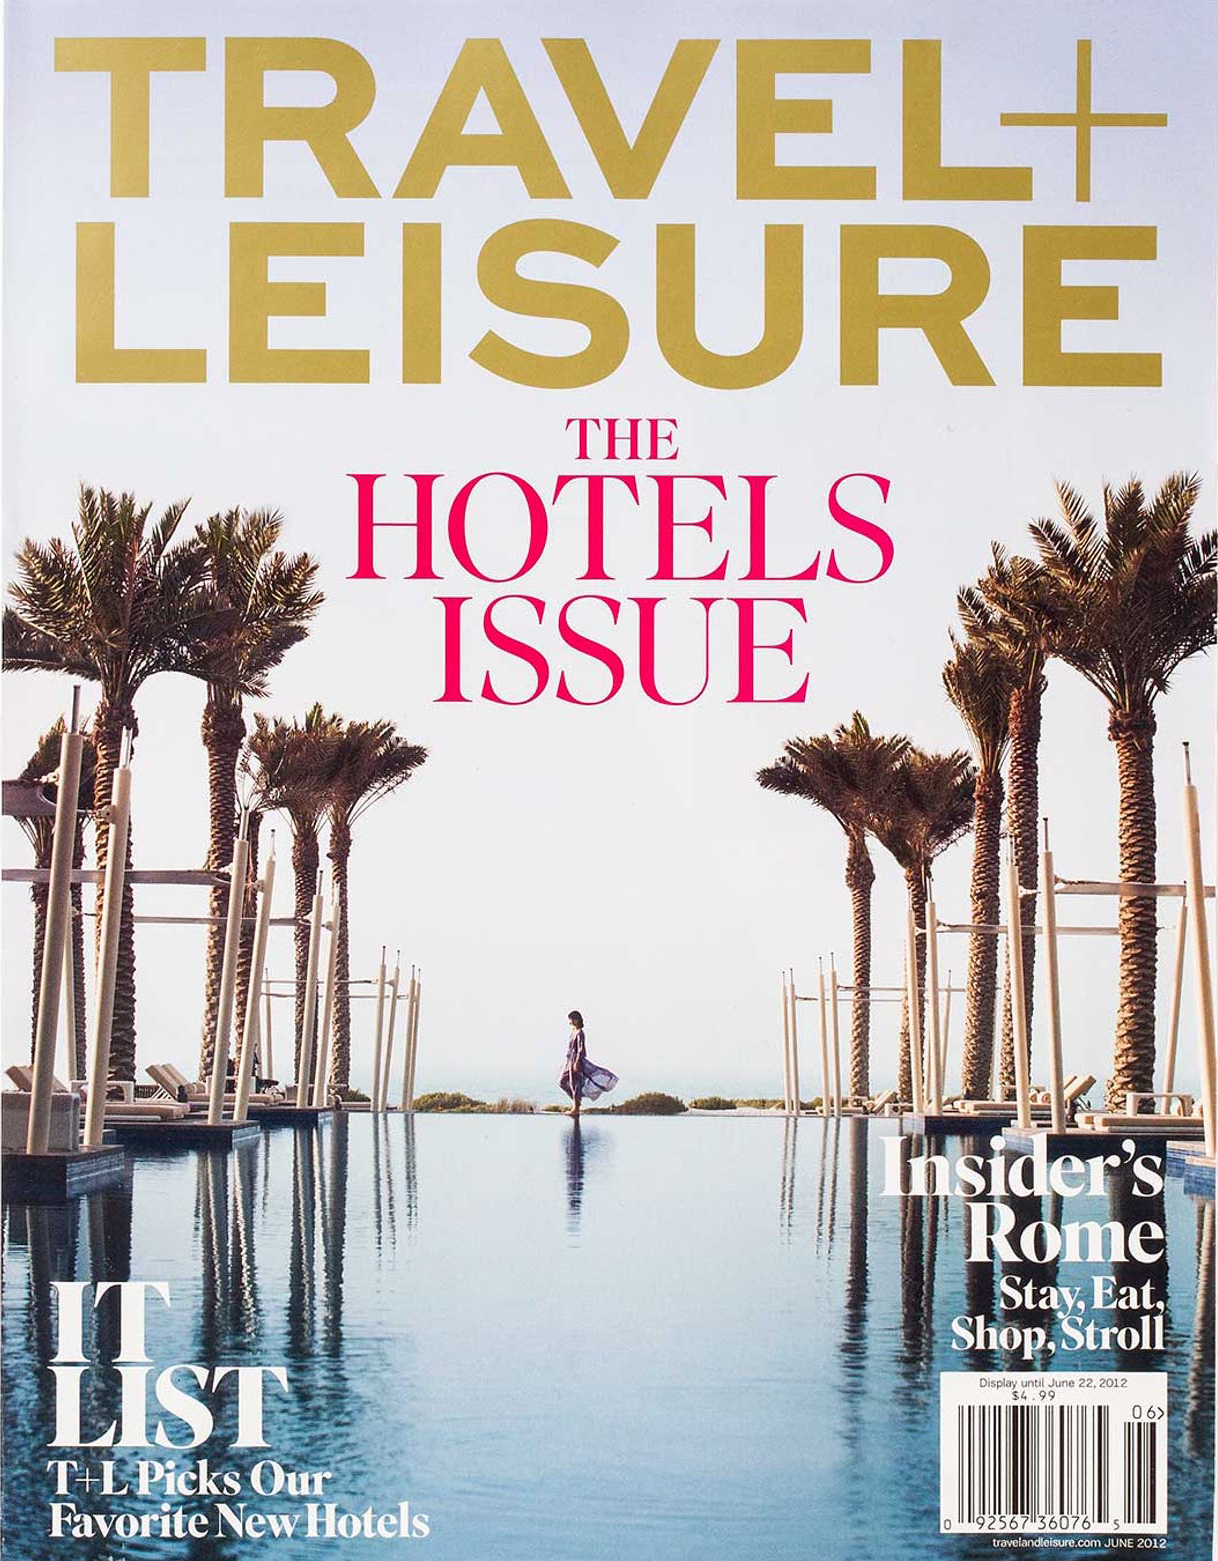 TRAVEL+
LEISURE
THE
HOTELS
ISSUE
Insider's
Rome
Stay, Eat,
Shop, Stroll
IT
LIST
T+L Picks Our
Favorite New Hotels
Display until June 22, 2012
$4.99
06>
0 92567 36076 5
travelandleisure.com JUNE 2012